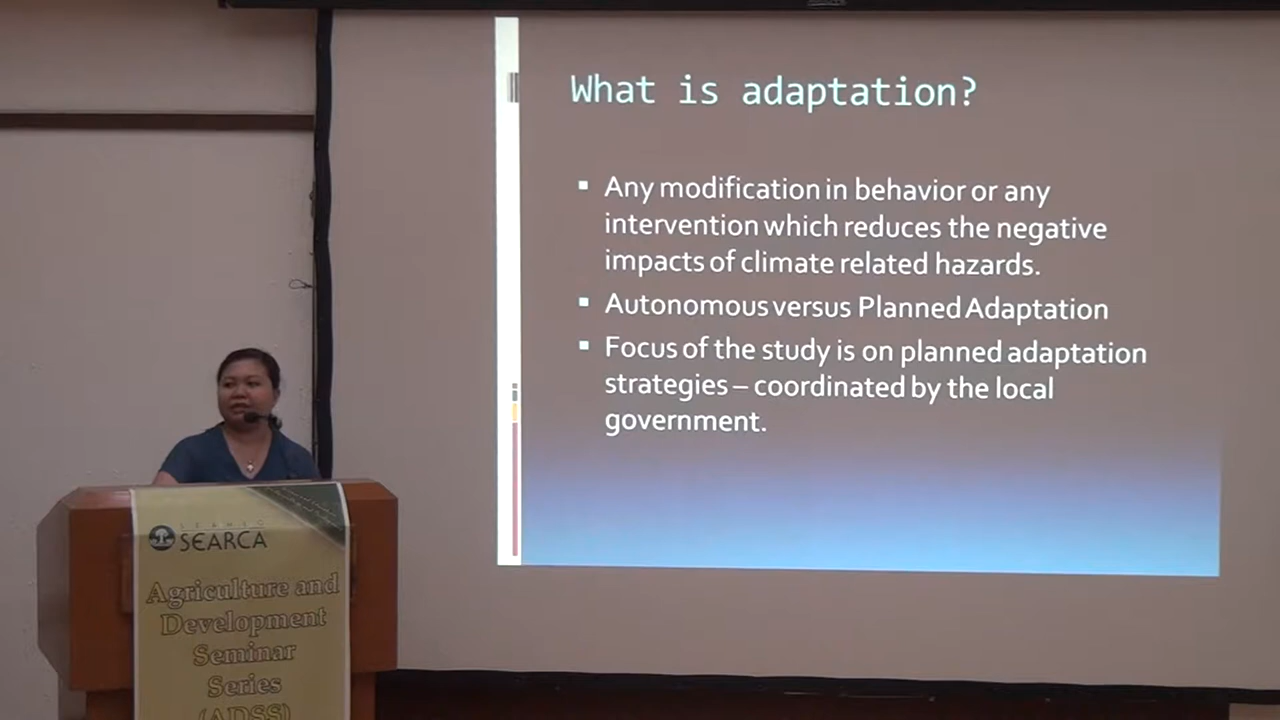 What is adaptation?
▪ Any modification in behavior or any
intervention which reduces the negative
impacts of climate related hazards.
▪ Autonomous versus Planned Adaptation
▪ Focus of the study is on planned adaptation
strategies – coordinated by the local
government.
SEAMEO
SEARCA
Agriculture and
Development
Seminar
Series
(ADSS)